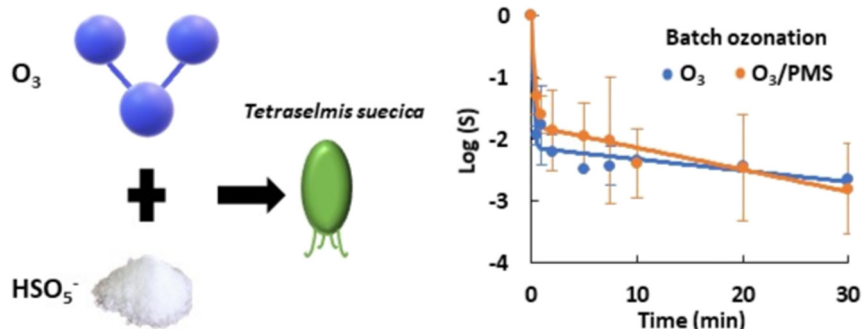 O₃
Tetraselmis suecica
HSO₅⁻
Batch ozonation
O₃
O₃/PMS
Log (S)
0
-1
-2
-3
-4
0
10
20
30
Time (min)